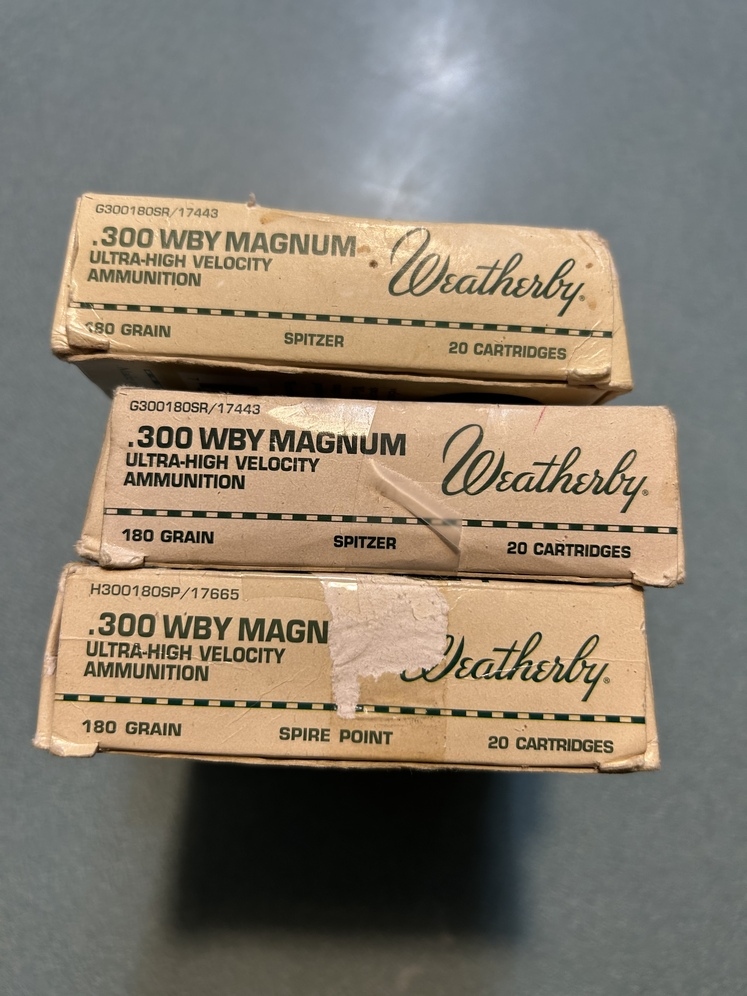 G300180SR/17443
.300 WBY MAGNUM
ULTRA-HIGH VELOCITY
AMMUNITION
Weatherby®
180 GRAIN SPITZER 20 CARTRIDGES
G300180SR/17443
.300 WBY MAGNUM
ULTRA-HIGH VELOCITY
AMMUNITION
Weatherby®
180 GRAIN SPITZER 20 CARTRIDGES
H300180SP/17665
.300 WBY MAGN
ULTRA-HIGH VELOCITY
AMMUNITION
Weatherby®
180 GRAIN SPIRE POINT 20 CARTRIDGES